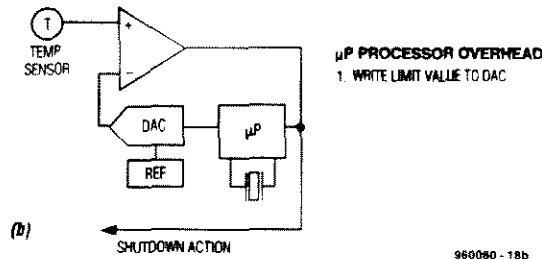 T
+
TEMP
SENSOR
−
µP PROCESSOR OVERHEAD
1. WRITE LIMIT VALUE TO DAC
DAC
µP
REF
(b)
SHUTDOWN ACTION
960080 - 18b